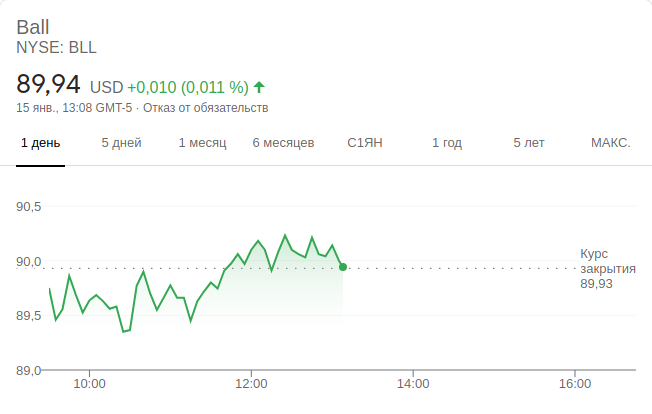 Ball
NYSE: BLL
89,94 USD +0,010 (0,011 %)
15 янв., 13:08 GMT-5 · Отказ от обязательств
1 день 5 дней 1 месяц 6 месяцев С1ЯН 1 год 5 лет МАКС.
90,5
90,0
Курс
закрытия
89,93
89,5
89,0
10:00 12:00 14:00 16:00